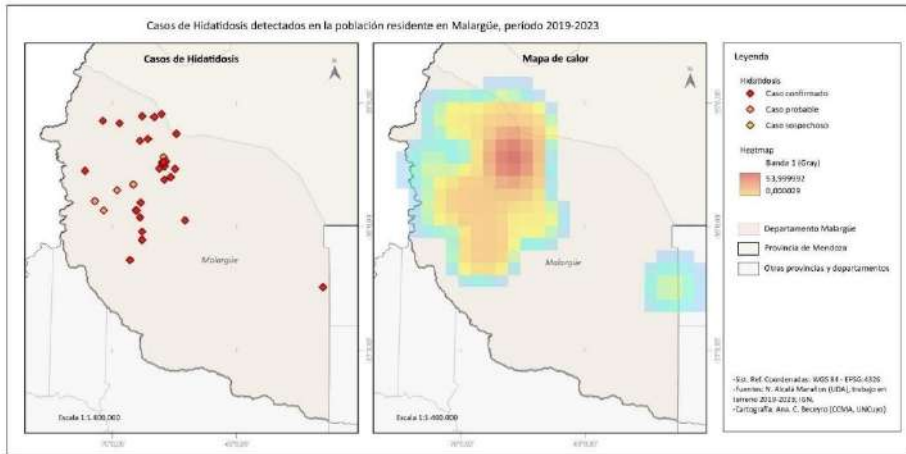 Casos de Hidatidosis detectados en la población residente en Malargüe, período 2019-2023
Casos de Hidatidosis
N
Malargüe
Escala 1:1.400.000
Mapa de calor
N
Malargüe
Escala 1:1.400.000
Leyenda
Hidatidosis
Caso confirmado
Caso probable
Caso sospechoso
Heatmap
Banda 1 (Gray)
53,999992
0,000029
Departamento Malargüe
Provincia de Mendoza
Otras provincias y departamentos
-Sist. Ref. Coordenadas: WGS 84 - EPSG:4326
-Fuentes: N. Alcalá Marañon (UDA), trabajo en
terreno 2019-2023; IGN.
-Cartografía: Ana. C. Beceyro (CCMA, UNCuyo)